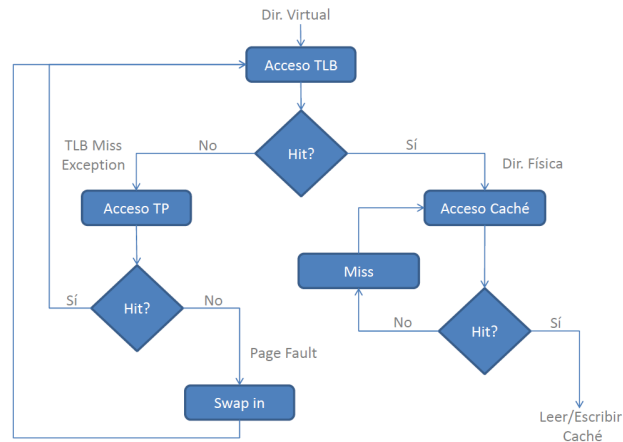 Dir. Virtual
Acceso TLB
TLB Miss
Exception
No
Hit?
Sí
Dir. Física
Acceso TP
Acceso Caché
Miss
Sí
Hit?
No
No
Hit?
Sí
Page Fault
Swap in
Leer/Escribir
Caché